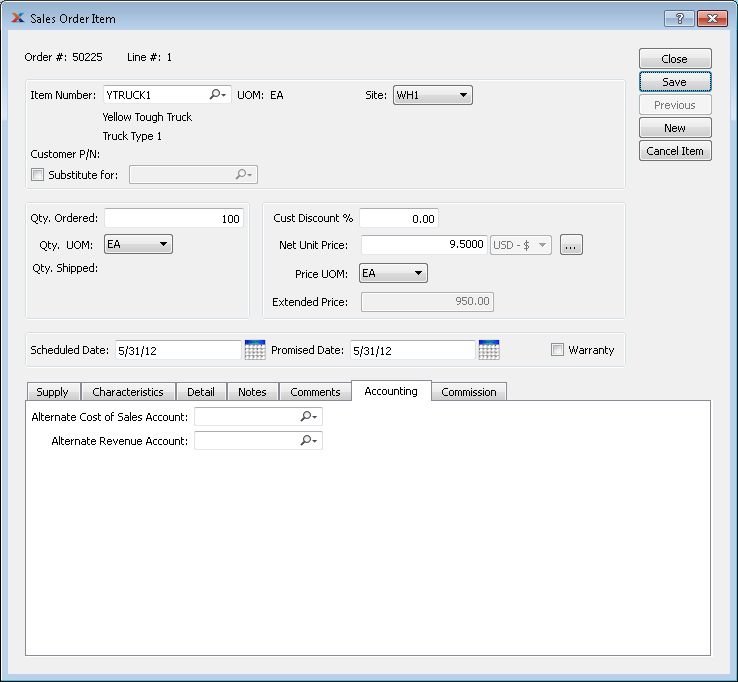 Sales Order Item
Order #: 50225 Line #: 1
Close
Item Number: YTRUCK1 UOM: EA Site: WH1
Save
Yellow Tough Truck
Previous
Truck Type 1
New
Customer P/N:
Cancel Item
Substitute for:
Qty. Ordered: 100
Qty. UOM: EA
Qty. Shipped:
Cust Discount % 0.00
Net Unit Price: 9.5000 USD - $ ...
Price UOM: EA
Extended Price: 950.00
Scheduled Date: 5/31/12 Promised Date: 5/31/12 Warranty
Supply Characteristics Detail Notes Comments Accounting Commission
Alternate Cost of Sales Account:
Alternate Revenue Account: